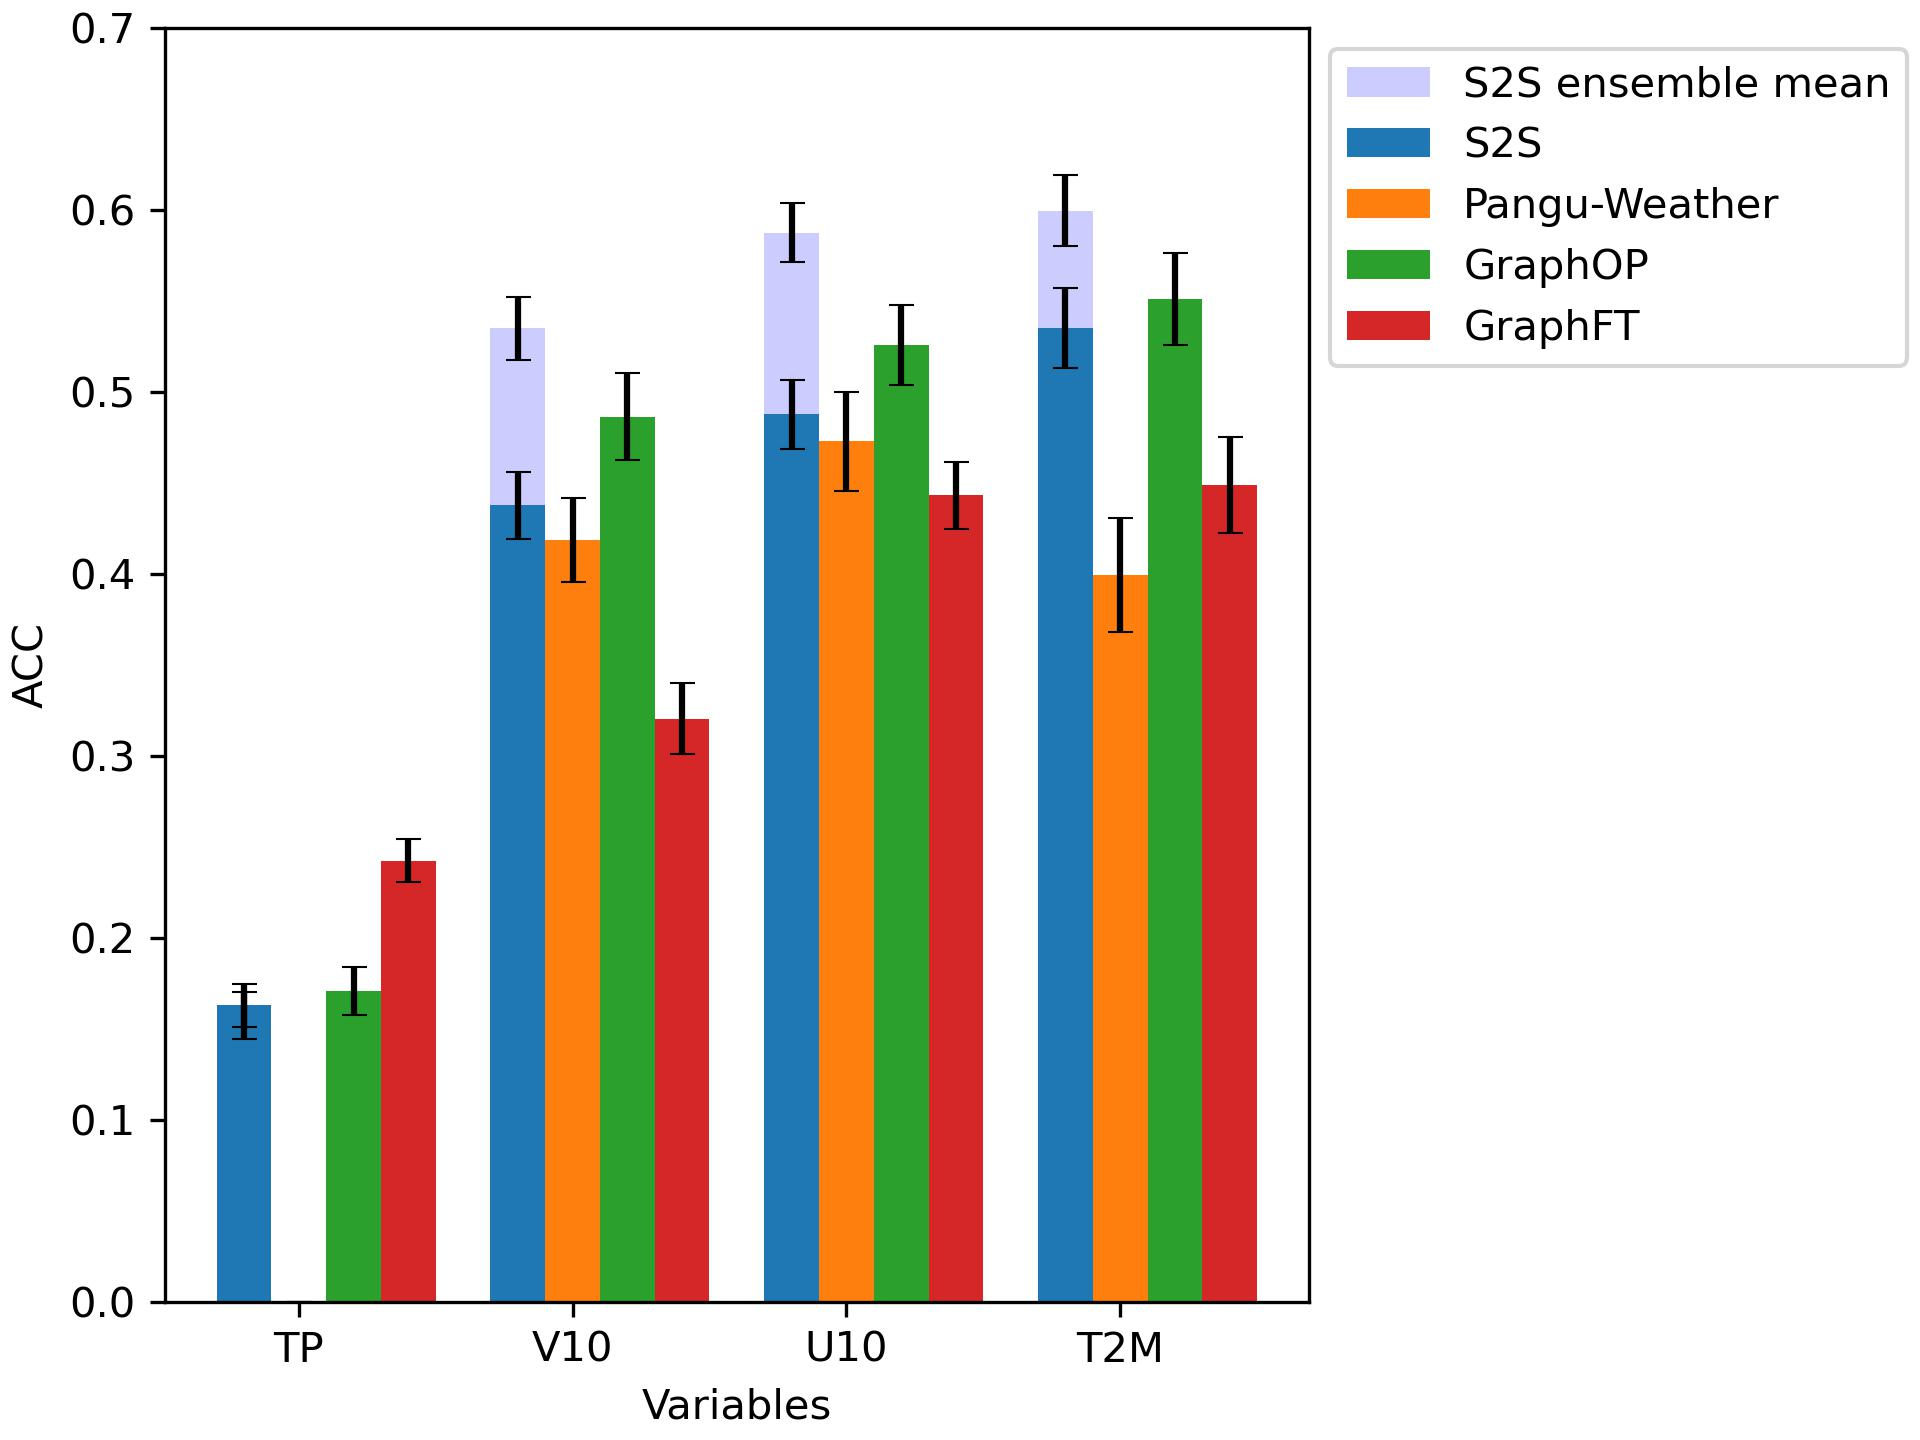 0.7
0.6
0.5
0.4
0.3
0.2
0.1
0.0
ACC
TP V10 U10 T2M
Variables
S2S ensemble mean
S2S
Pangu-Weather
GraphOP
GraphFT